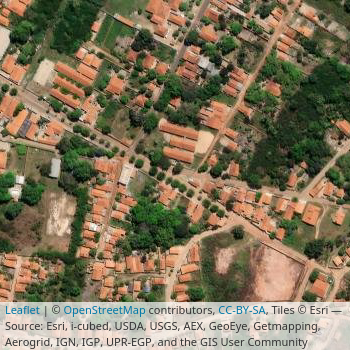 Leaflet | © OpenStreetMap contributors, CC-BY-SA, Tiles © Esri —
Source: Esri, i-cubed, USDA, USGS, AEX, GeoEye, Getmapping,
Aerogrid, IGN, IGP, UPR-EGP, and the GIS User Community